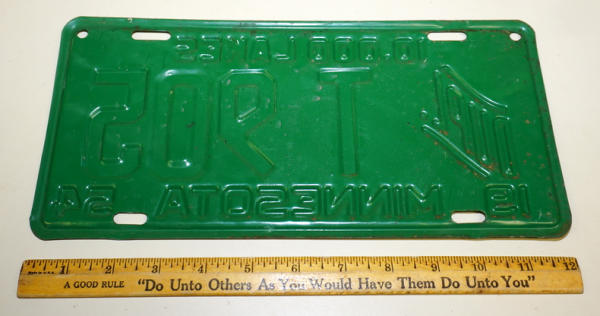 10,000 LAKES
T 905
19 MINNESOTA 54
1 2 3 4 5 6 7 8 9 10 11 12
A GOOD RULE "Do Unto Others As You Would Have Them Do Unto You"